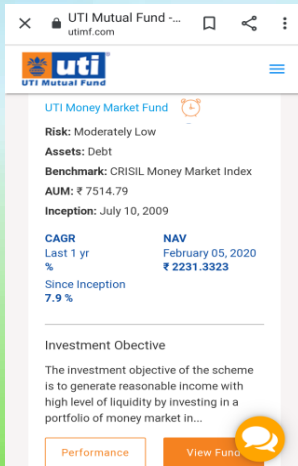 UTI Mutual Fund -...
utimf.com
uti
UTI Mutual Fund
UTI Money Market Fund
Risk: Moderately Low
Assets: Debt
Benchmark: CRISIL Money Market Index
AUM: ₹ 7514.79
Inception: July 10, 2009
CAGR
Last 1 yr
%
Since Inception
7.9 %
NAV
February 05, 2020
₹ 2231.3323
Investment Obective
The investment objective of the scheme
is to generate reasonable income with
high level of liquidity by investing in a
portfolio of money market in...
Performance
View Fund